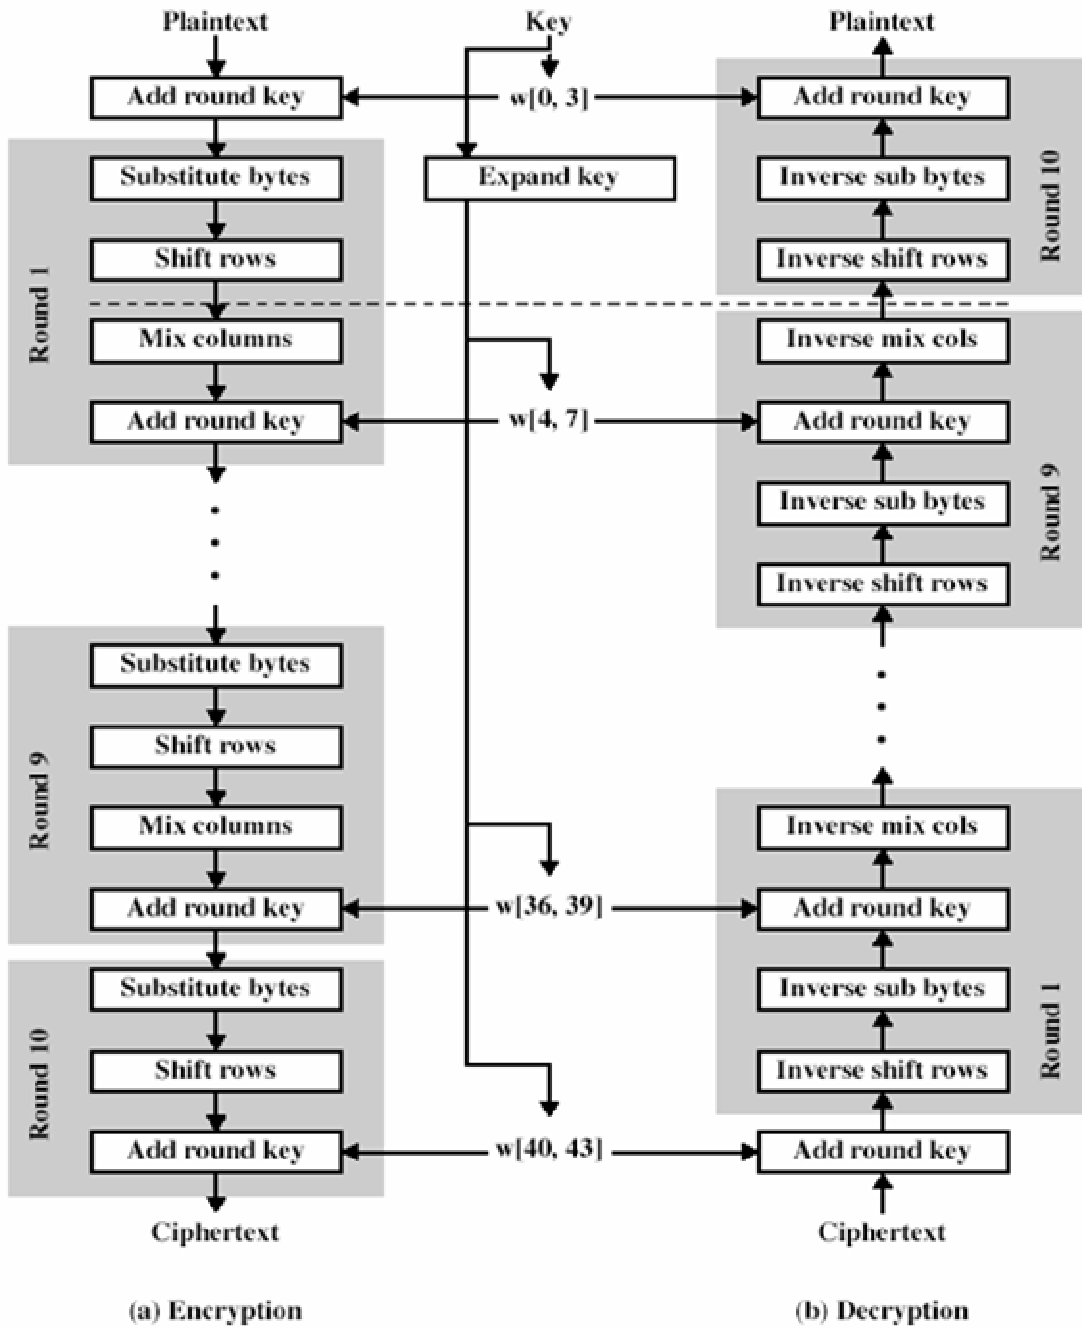 Plaintext
Key
Plaintext
Add round key
w[0, 3]
Add round key
Substitute bytes
Expand key
Inverse sub bytes
Round 10
Shift rows
Inverse shift rows
Round 1
Mix columns
Inverse mix cols
Add round key
w[4, 7]
Add round key
Inverse sub bytes
Round 9
Inverse shift rows
Substitute bytes
Shift rows
Round 9
Mix columns
Inverse mix cols
Add round key
w[36, 39]
Add round key
Substitute bytes
Inverse sub bytes
Round 1
Round 10
Shift rows
Inverse shift rows
Add round key
w[40, 43]
Add round key
Ciphertext
Ciphertext
(a) Encryption
(b) Decryption